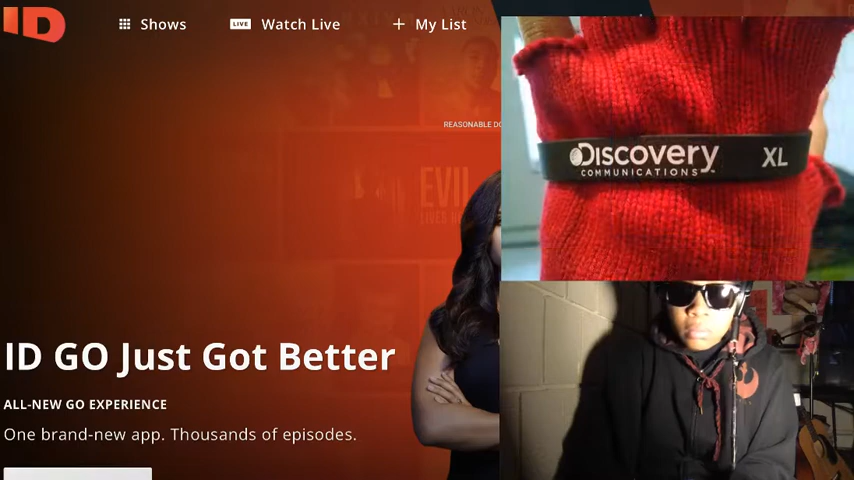 ID
Shows
LIVE
Watch Live
+ My List
REASONABLE
EVIL
LIVES
Discovery
COMMUNICATIONS
XL
ID GO Just Got Better
ALL-NEW GO EXPERIENCE
One brand-new app. Thousands of episodes.